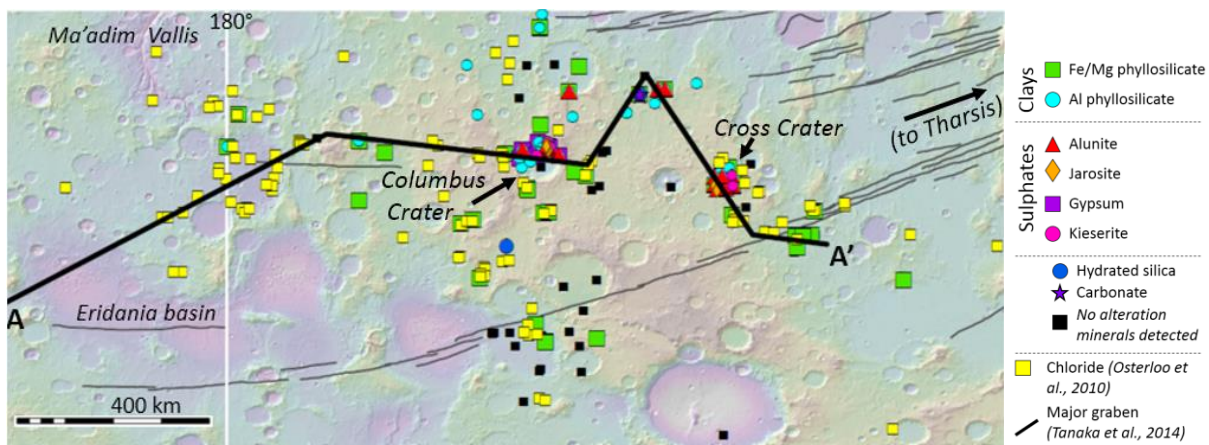 Ma'adim Vallis
180°
(to Tharsis)
Cross Crater
Columbus
Crater
A'
A
Eridania basin
400 km
Clays
Fe/Mg phyllosilicate
Al phyllosilicate
Sulphates
Alunite
Jarosite
Gypsum
Kieserite
Hydrated silica
Carbonate
No alteration
minerals detected
Chloride (Osterloo et
al., 2010)
Major graben
(Tanaka et al., 2014)